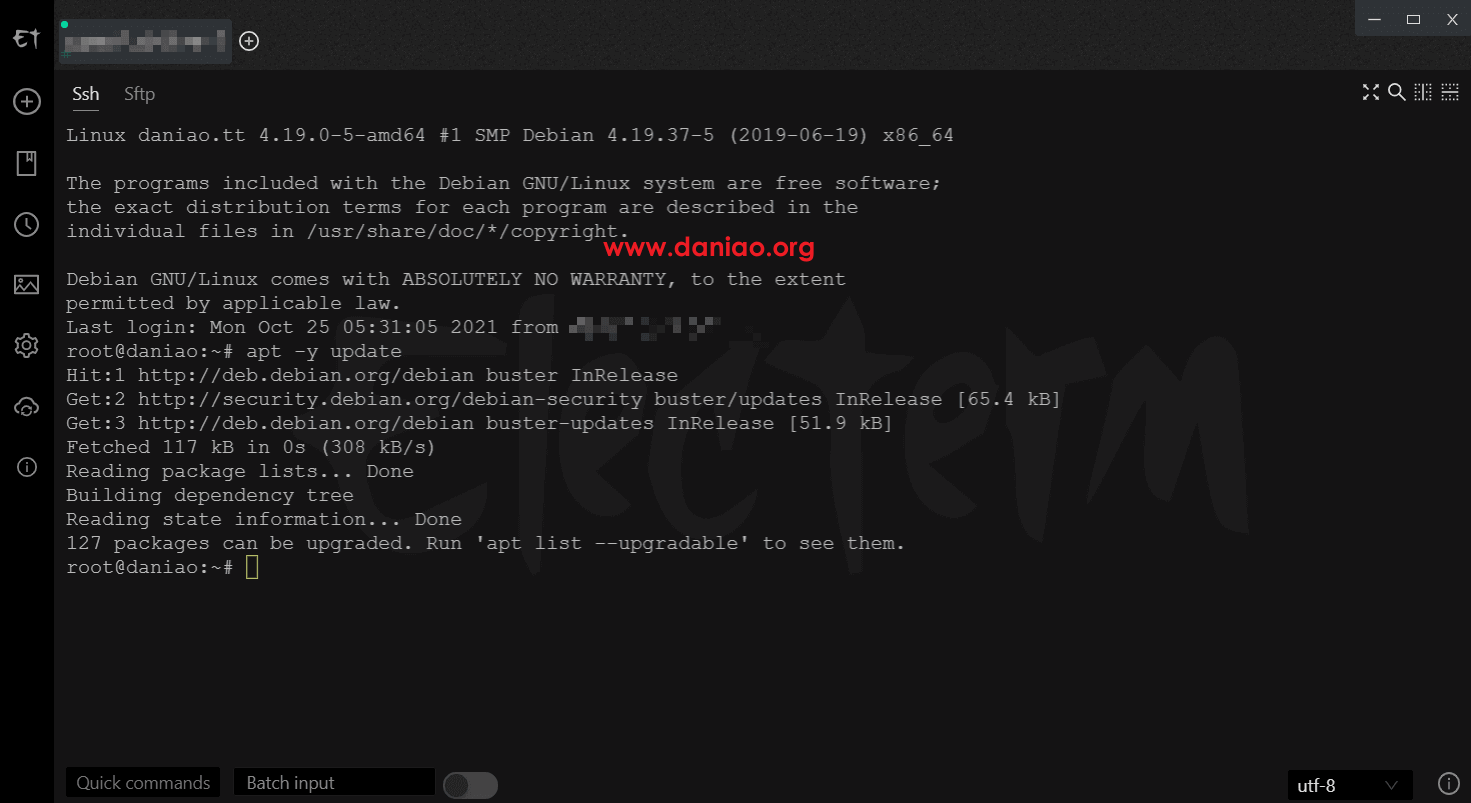 Ssh Sftp
Linux daniao.tt 4.19.0-5-amd64 #1 SMP Debian 4.19.37-5 (2019-06-19) x86_64
The programs included with the Debian GNU/Linux system are free software;
the exact distribution terms for each program are described in the
individual files in /usr/share/doc/*/copyright.
www.daniao.org
Debian GNU/Linux comes with ABSOLUTELY NO WARRANTY, to the extent
permitted by applicable law.
Last login: Mon Oct 25 05:31:05 2021 from
root@daniao:~# apt -y update
Hit:1 http://deb.debian.org/debian buster InRelease
Get:2 http://security.debian.org/debian-security buster/updates InRelease [65.4 kB]
Get:3 http://deb.debian.org/debian buster-updates InRelease [51.9 kB]
Fetched 117 kB in 0s (308 kB/s)
Reading package lists... Done
Building dependency tree
Reading state information... Done
127 packages can be upgraded. Run 'apt list --upgradable' to see them.
root@daniao:~#
ElecTerm
Quick commands Batch input utf-8